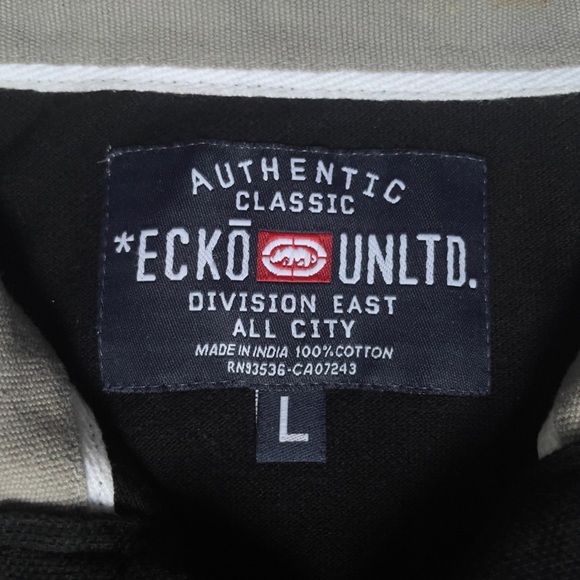 AUTHENTIC
CLASSIC
*ECKŌ UNLTD.
DIVISION EAST
ALL CITY
MADE IN INDIA 100% COTTON
RN93536-CA07243
L